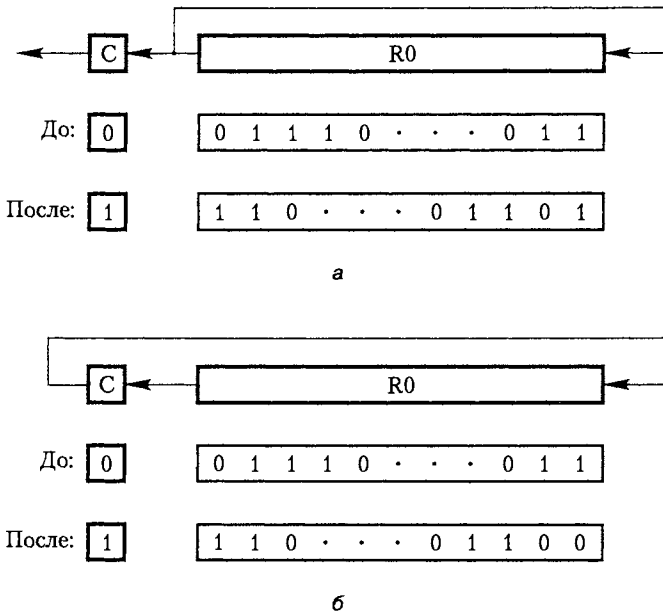 C R0
До: 0 0 1 1 1 0 · · · 0 1 1
После: 1 1 1 0 · · · 0 1 1 0 1
а
C R0
До: 0 0 1 1 1 0 · · · 0 1 1
После: 1 1 1 0 · · · 0 1 1 0 0
б